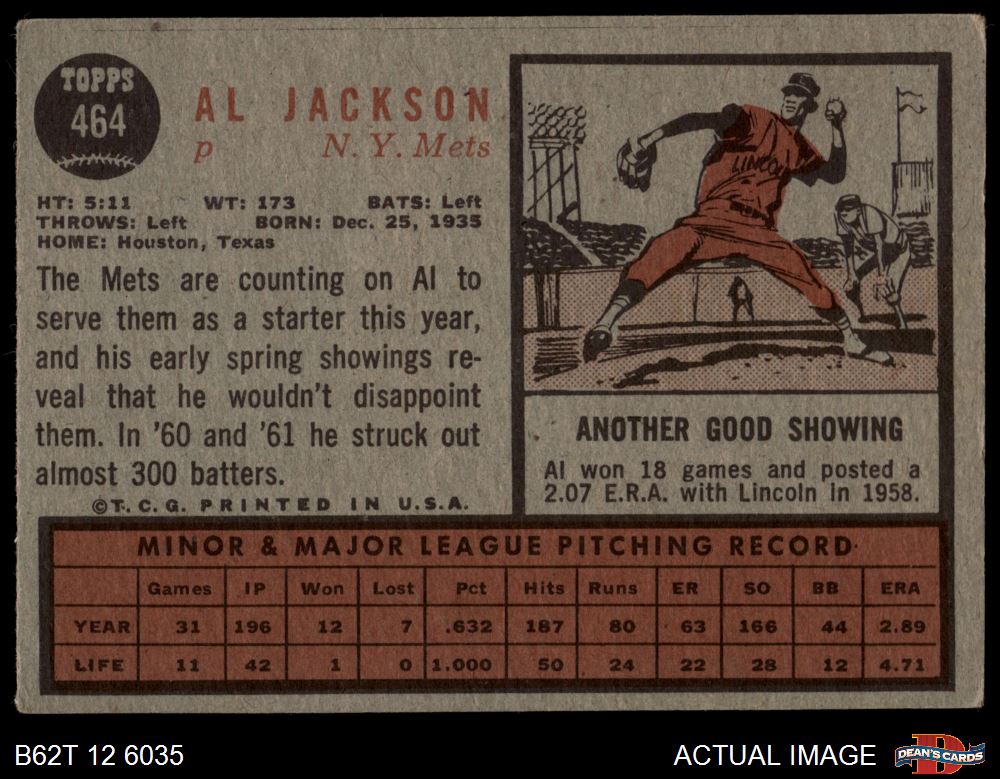 TOPPS
464
AL JACKSON
p N. Y. Mets
HT: 5:11 WT: 173 BATS: Left
THROWS: Left BORN: Dec. 25, 1935
HOME: Houston, Texas
The Mets are counting on Al to
serve them as a starter this year,
and his early spring showings re-
veal that he wouldn't disappoint
them. In '60 and '61 he struck out
almost 300 batters.
©T. C. G. PRINTED IN U.S.A.
LINCOLN
ANOTHER GOOD SHOWING
Al won 18 games and posted a
2.07 E.R.A. with Lincoln in 1958.
MINOR & MAJOR LEAGUE PITCHING RECORD
Games IP Won Lost Pct Hits Runs ER SO BB ERA
YEAR 31 196 12 7 .632 187 80 63 166 44 2.89
LIFE 11 42 1 0 1.000 50 24 22 28 12 4.71
B62T 12 6035 ACTUAL IMAGE
D
DEAN'S CARDS